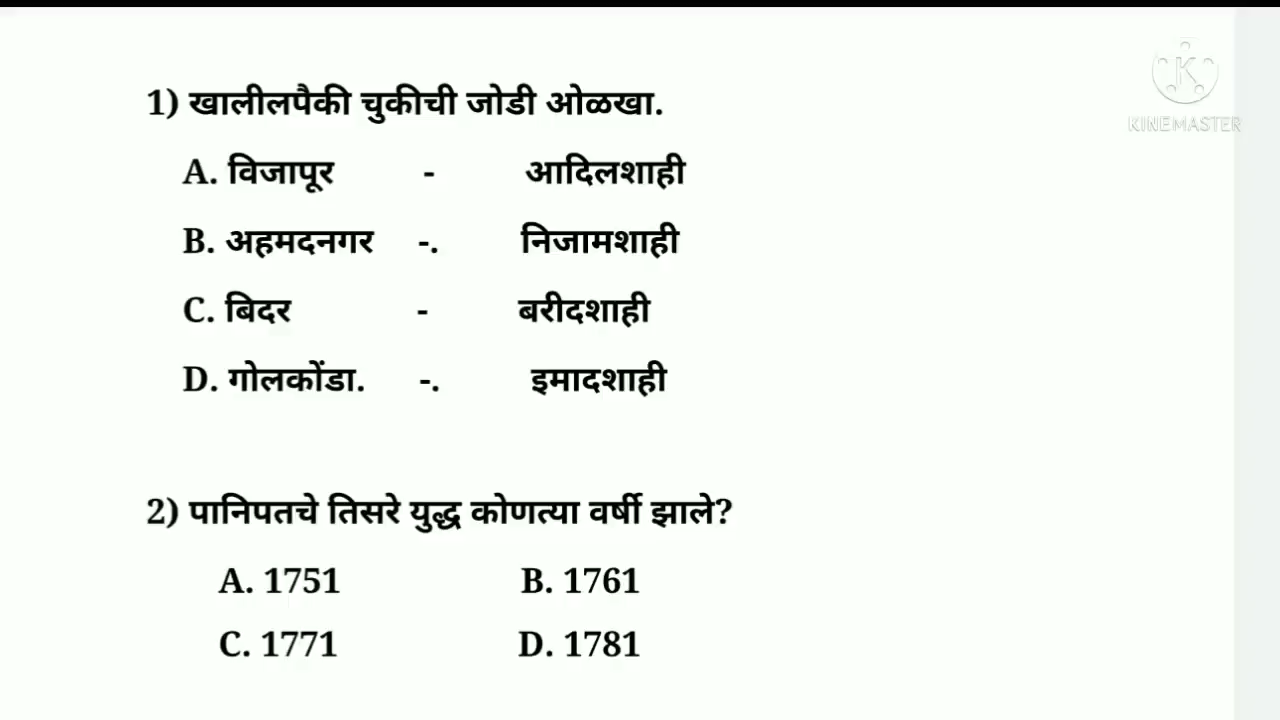 KINEMASTER
1) खालीलपैकी चुकीची जोडी ओळखा.
A. विजापूर - आदिलशाही
B. अहमदनगर -. निजामशाही
C. बिदर - बरीदशाही
D. गोलकोंडा. -. इमादशाही
2) पानिपतचे तिसरे युद्ध कोणत्या वर्षी झाले?
A. 1751 B. 1761
C. 1771 D. 1781